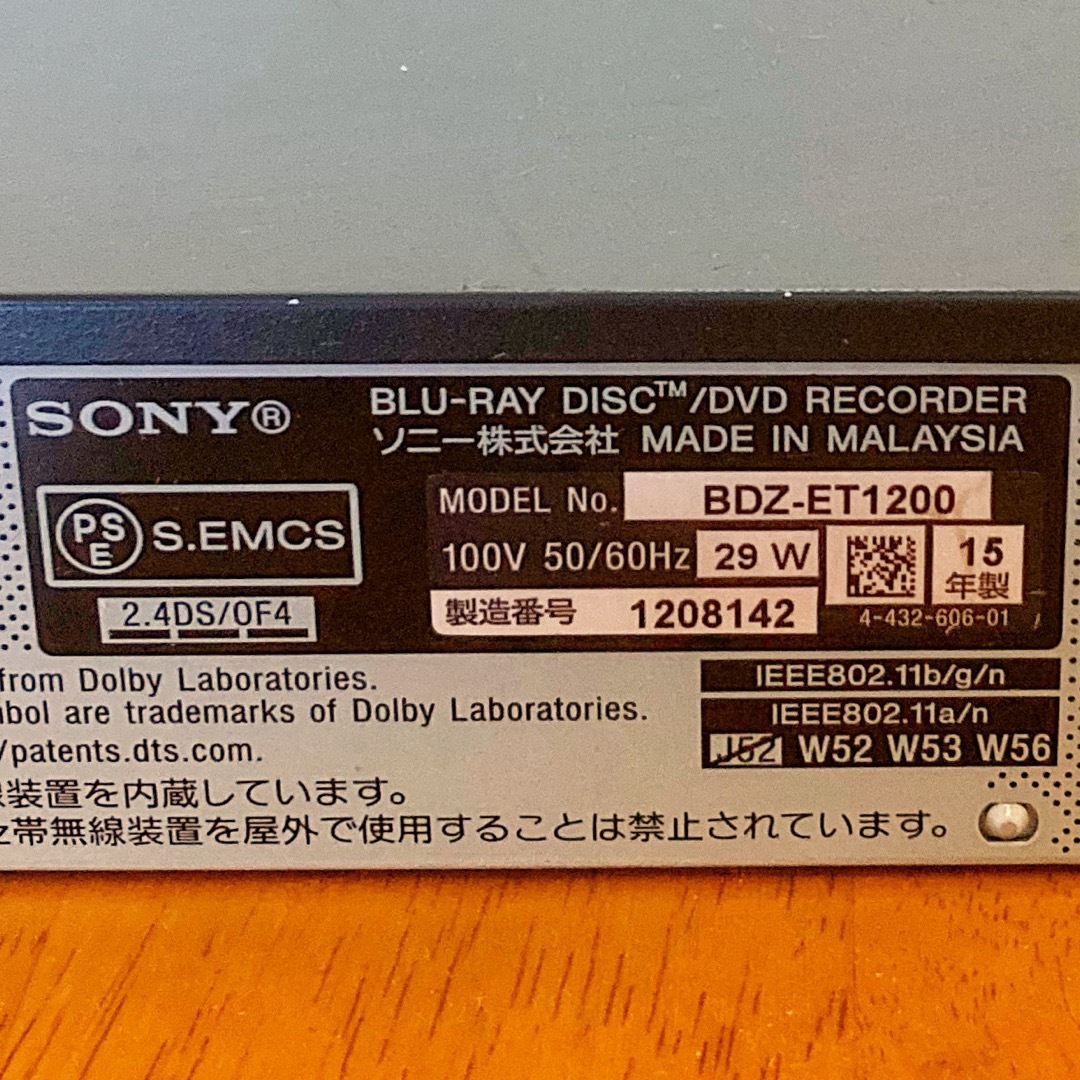 SONY®
BLU-RAY DISC™/DVD RECORDER
ソニー株式会社 MADE IN MALAYSIA
PSE S.EMCS
MODEL No. BDZ-ET1200
100V 50/60Hz 29 W
15
年製
2.4DS/OF4
製造番号 1208142
4-432-606-01
from Dolby Laboratories.
bol are trademarks of Dolby Laboratories.
/patents.dts.com.
IEEE802.11b/g/n
IEEE802.11a/n
J52 W52 W53 W56
装置を内蔵しています。
帯無線装置を屋外で使用することは禁止されています。